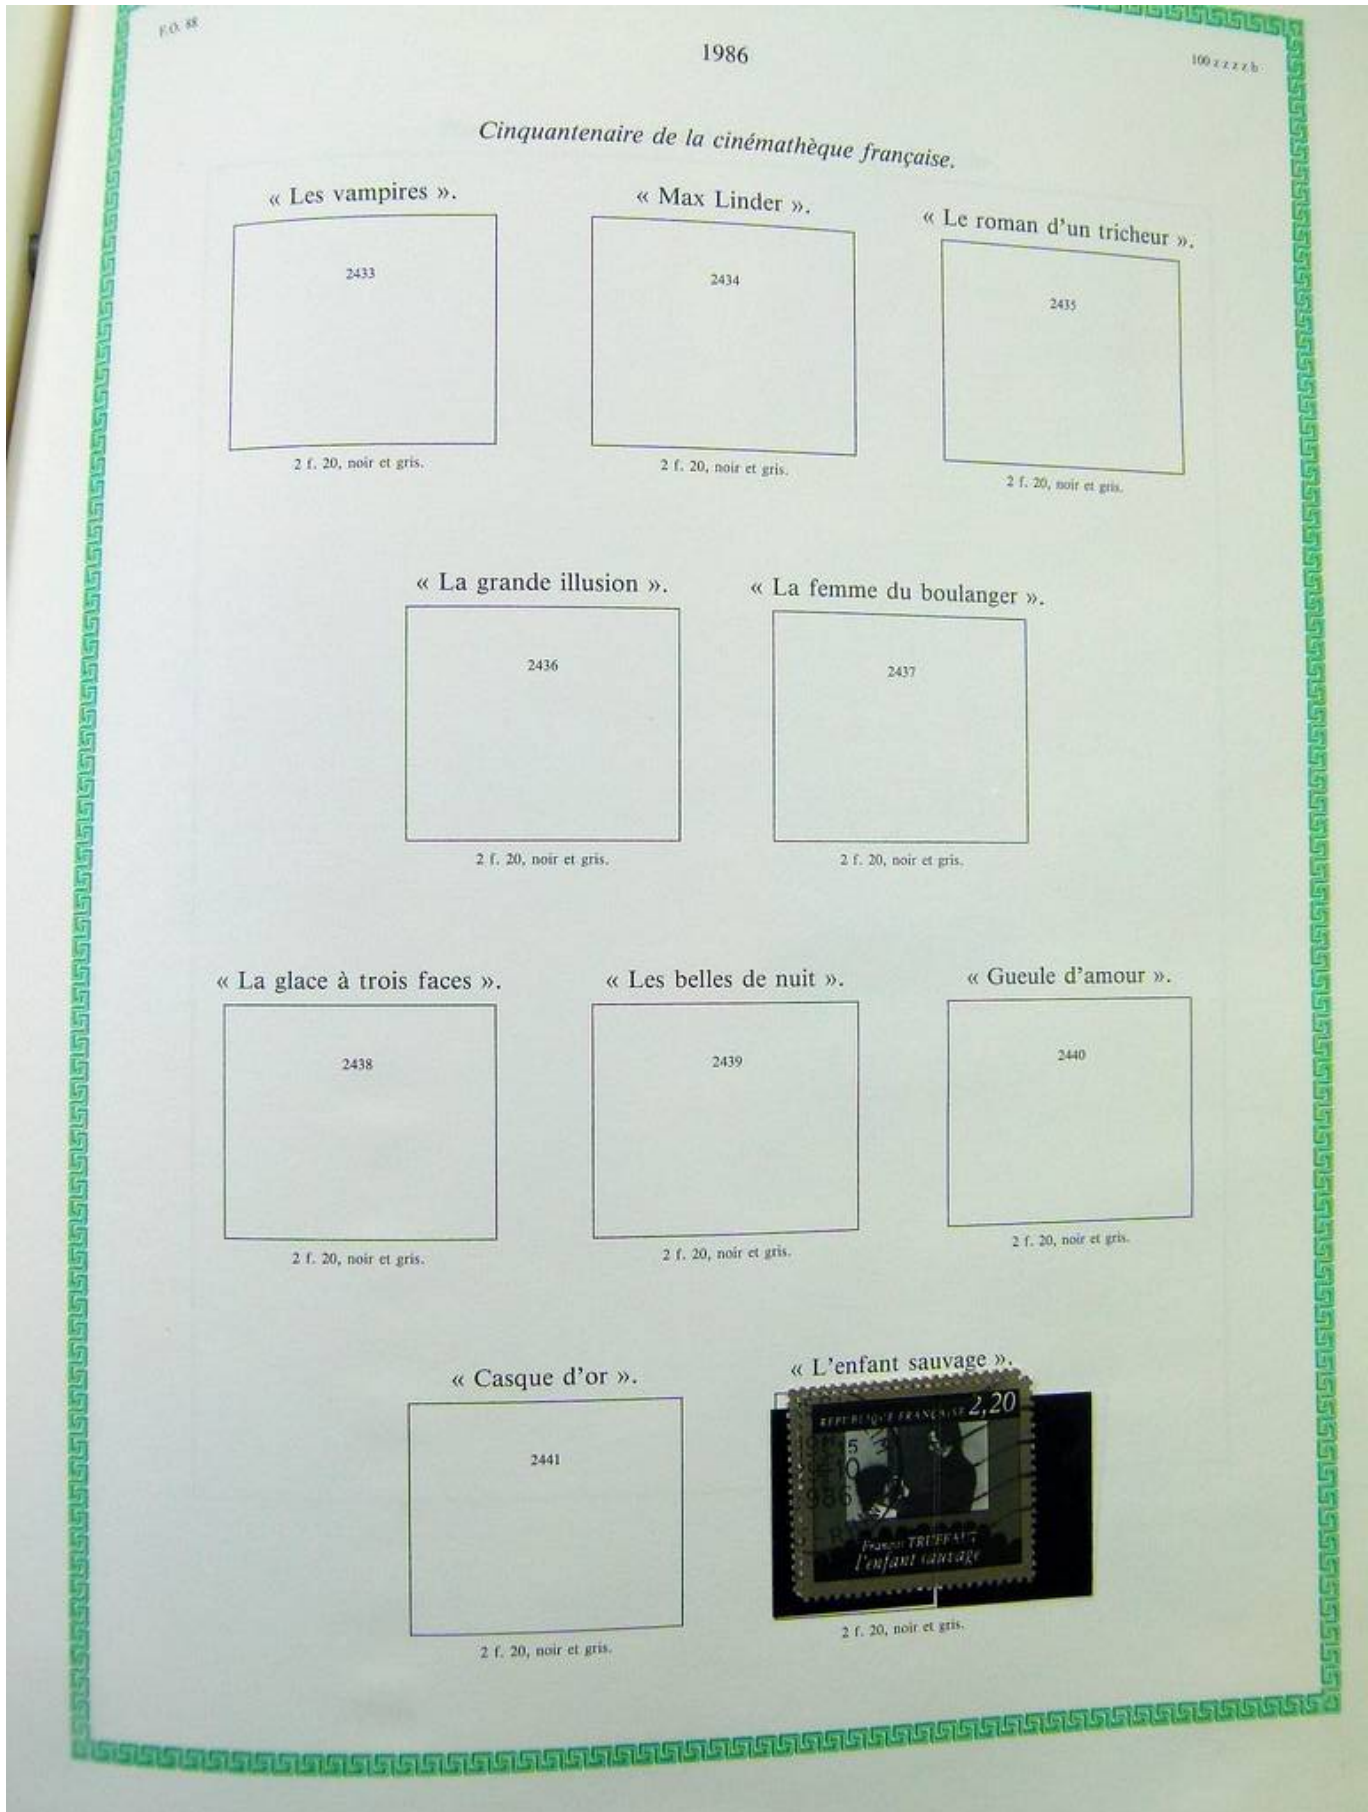 F.O. 88
1986
100 z z z z b
Cinquantenaire de la cinémathèque française.
« Les vampires ».
« Max Linder ».
« Le roman d'un tricheur ».
2433
2434
2435
2 f. 20, noir et gris.
2 f. 20, noir et gris.
2 f. 20, noir et gris.
« La grande illusion ».
« La femme du boulanger ».
2436
2437
2 f. 20, noir et gris.
2 f. 20, noir et gris.
« La glace à trois faces ».
« Les belles de nuit ».
« Gueule d'amour ».
2438
2439
2440
2 f. 20, noir et gris.
2 f. 20, noir et gris.
2 f. 20, noir et gris.
« Casque d'or ».
« L'enfant sauvage ».
2441
REPUBLIQUE FRANÇAISE 2,20
François TRUFFAUT
l'enfant sauvage
2 f. 20, noir et gris.
2 f. 20, noir et gris.